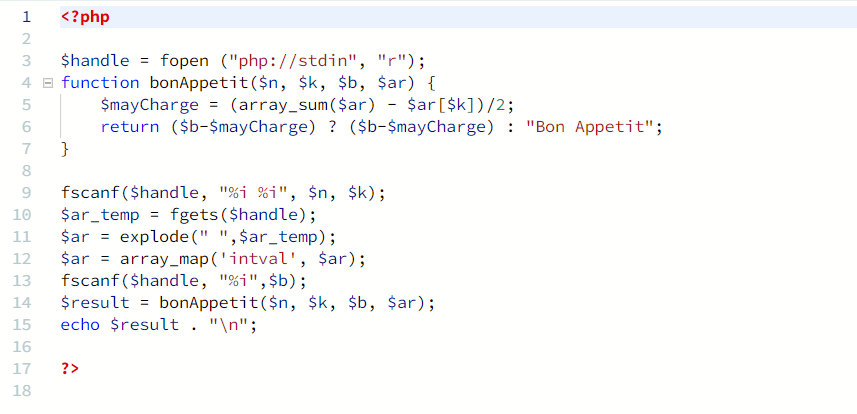 1 <?php
2
3 $handle = fopen ("php://stdin", "r");
4 function bonAppetit($n, $k, $b, $ar) {
5     $mayCharge = (array_sum($ar) - $ar[$k])/2;
6     return ($b-$mayCharge) ? ($b-$mayCharge) : "Bon Appetit";
7 }
8
9 fscanf($handle, "%i %i", $n, $k);
10 $ar_temp = fgets($handle);
11 $ar = explode(" ",$ar_temp);
12 $ar = array_map('intval', $ar);
13 fscanf($handle, "%i",$b);
14 $result = bonAppetit($n, $k, $b, $ar);
15 echo $result . "\n";
16
17 ?>
18